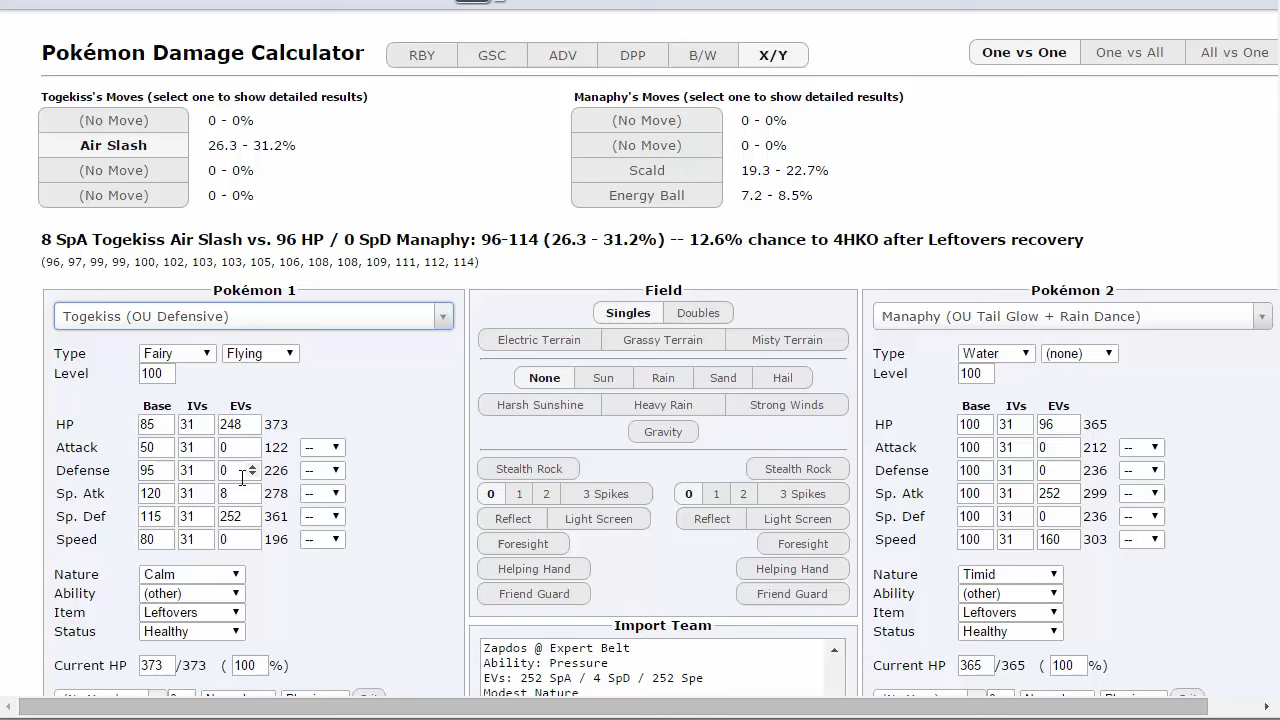 Pokémon Damage Calculator RBY GSC ADV DPP B/W X/Y One vs One One vs All All vs One
Togekiss's Moves (select one to show detailed results) Manaphy's Moves (select one to show detailed results)
(No Move) 0 - 0% (No Move) 0 - 0%
Air Slash 26.3 - 31.2% (No Move) 0 - 0%
(No Move) 0 - 0% Scald 19.3 - 22.7%
(No Move) 0 - 0% Energy Ball 7.2 - 8.5%
8 SpA Togekiss Air Slash vs. 96 HP / 0 SpD Manaphy: 96-114 (26.3 - 31.2%) -- 12.6% chance to 4HKO after Leftovers recovery
(96, 97, 99, 99, 100, 102, 103, 103, 105, 106, 108, 108, 109, 111, 112, 114)
Pokémon 1
Togekiss (OU Defensive)
Type Fairy Flying
Level 100
Base IVs EVs
HP 85 31 248 373
Attack 50 31 0 122 --
Defense 95 31 0 226 --
Sp. Atk 120 31 8 278 --
Sp. Def 115 31 252 361 --
Speed 80 31 0 196 --
Nature Calm
Ability (other)
Item Leftovers
Status Healthy
Current HP 373 /373 ( 100 %)
Field
Singles Doubles
Electric Terrain Grassy Terrain Misty Terrain
None Sun Rain Sand Hail
Harsh Sunshine Heavy Rain Strong Winds
Gravity
Stealth Rock Stealth Rock
0 1 2 3 Spikes 0 1 2 3 Spikes
Reflect Light Screen Reflect Light Screen
Foresight Foresight
Helping Hand Helping Hand
Friend Guard Friend Guard
Import Team
Zapdos @ Expert Belt
Ability: Pressure
EVs: 252 SpA / 4 SpD / 252 Spe
Modest Nature
Pokémon 2
Manaphy (OU Tail Glow + Rain Dance)
Type Water (none)
Level 100
Base IVs EVs
HP 100 31 96 365
Attack 100 31 0 212 --
Defense 100 31 0 236 --
Sp. Atk 100 31 252 299 --
Sp. Def 100 31 0 236 --
Speed 100 31 160 303 --
Nature Timid
Ability (other)
Item Leftovers
Status Healthy
Current HP 365 /365 ( 100 %)